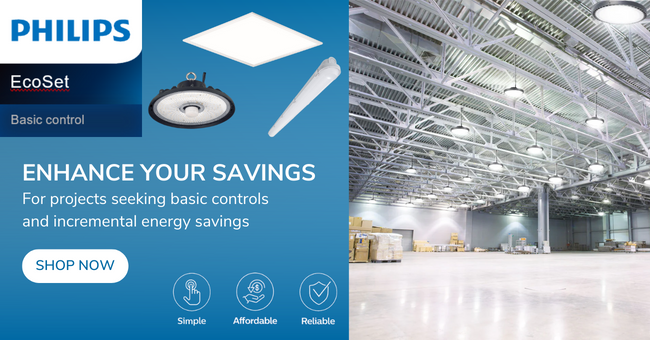 PHILIPS
EcoSet
Basic control
ENHANCE YOUR SAVINGS
For projects seeking basic controls
and incremental energy savings
SHOP NOW
Simple
Affordable
Reliable